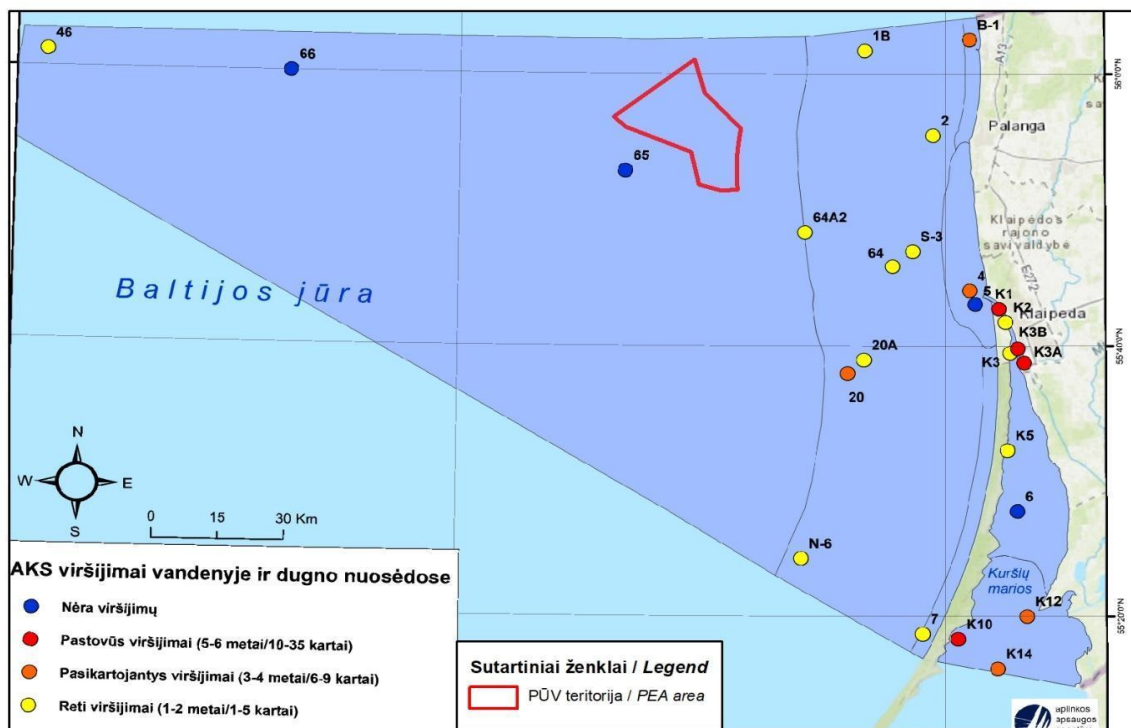 46
66
1B
B-1
A13
56°0'0"N
2
Palanga
65
64A2
S-3
64
Klaipėdos
rajono
savivaldybė
E272
Baltijos jūra
4
5
K1
K2
Klaipeda
K3B
K3
K3A
55°40'0"N
20A
20
K5
6
N
W
E
S
0 15 30 Km
N-6
Kuršių
marios
K12
55°20'0"N
7
K10
K14
AKS viršijimai vandenyje ir dugno nuosėdose
Nėra viršijimų
Pastovūs viršijimai (5-6 metai/10-35 kartai)
Pasikartojantys viršijimai (3-4 metai/6-9 kartai)
Reti viršijimai (1-2 metai/1-5 kartai)
Sutartiniai ženklai / Legend
PŪV teritorija / PEA area
aplinkos
apsaugos